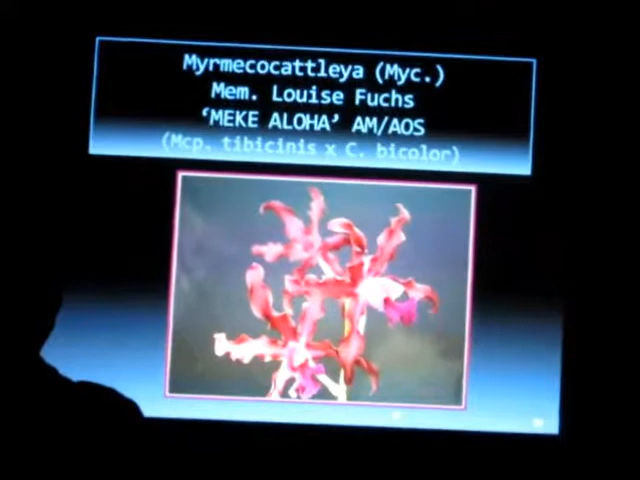 Myrmecocattleya (Myc.)
Mem. Louise Fuchs
‘MEKE ALOHA’ AM/AOS
(Mcp. tibicinis x C. bicolor)